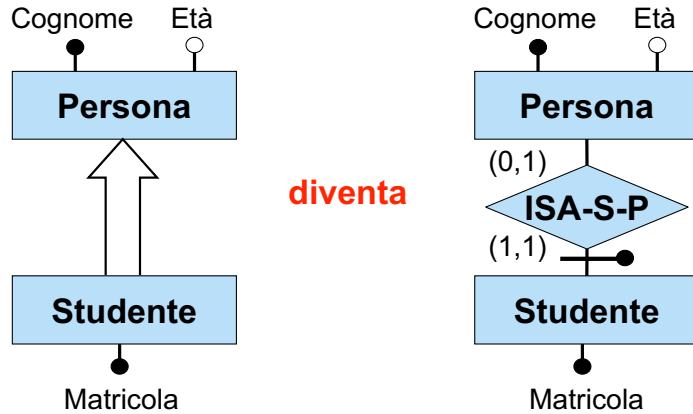 Cognome Età Cognome Età
Persona Persona
(0,1)
diventa ISA-S-P
(1,1)
Studente Studente
Matricola Matricola